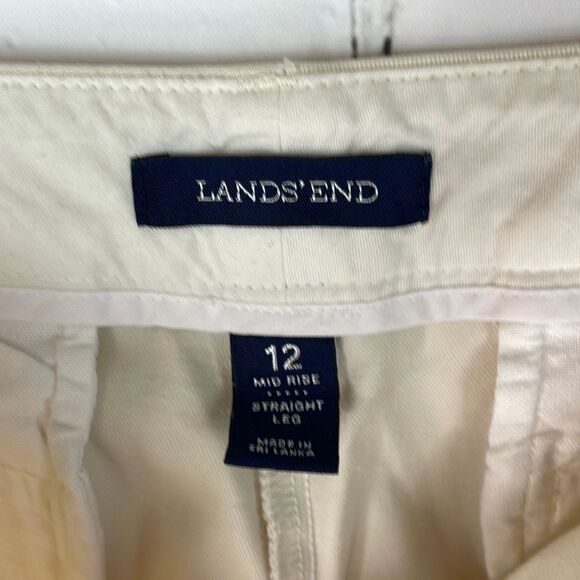 LANDS' END
12
MID RISE
STRAIGHT
LEG
MADE IN
SRI LANKA